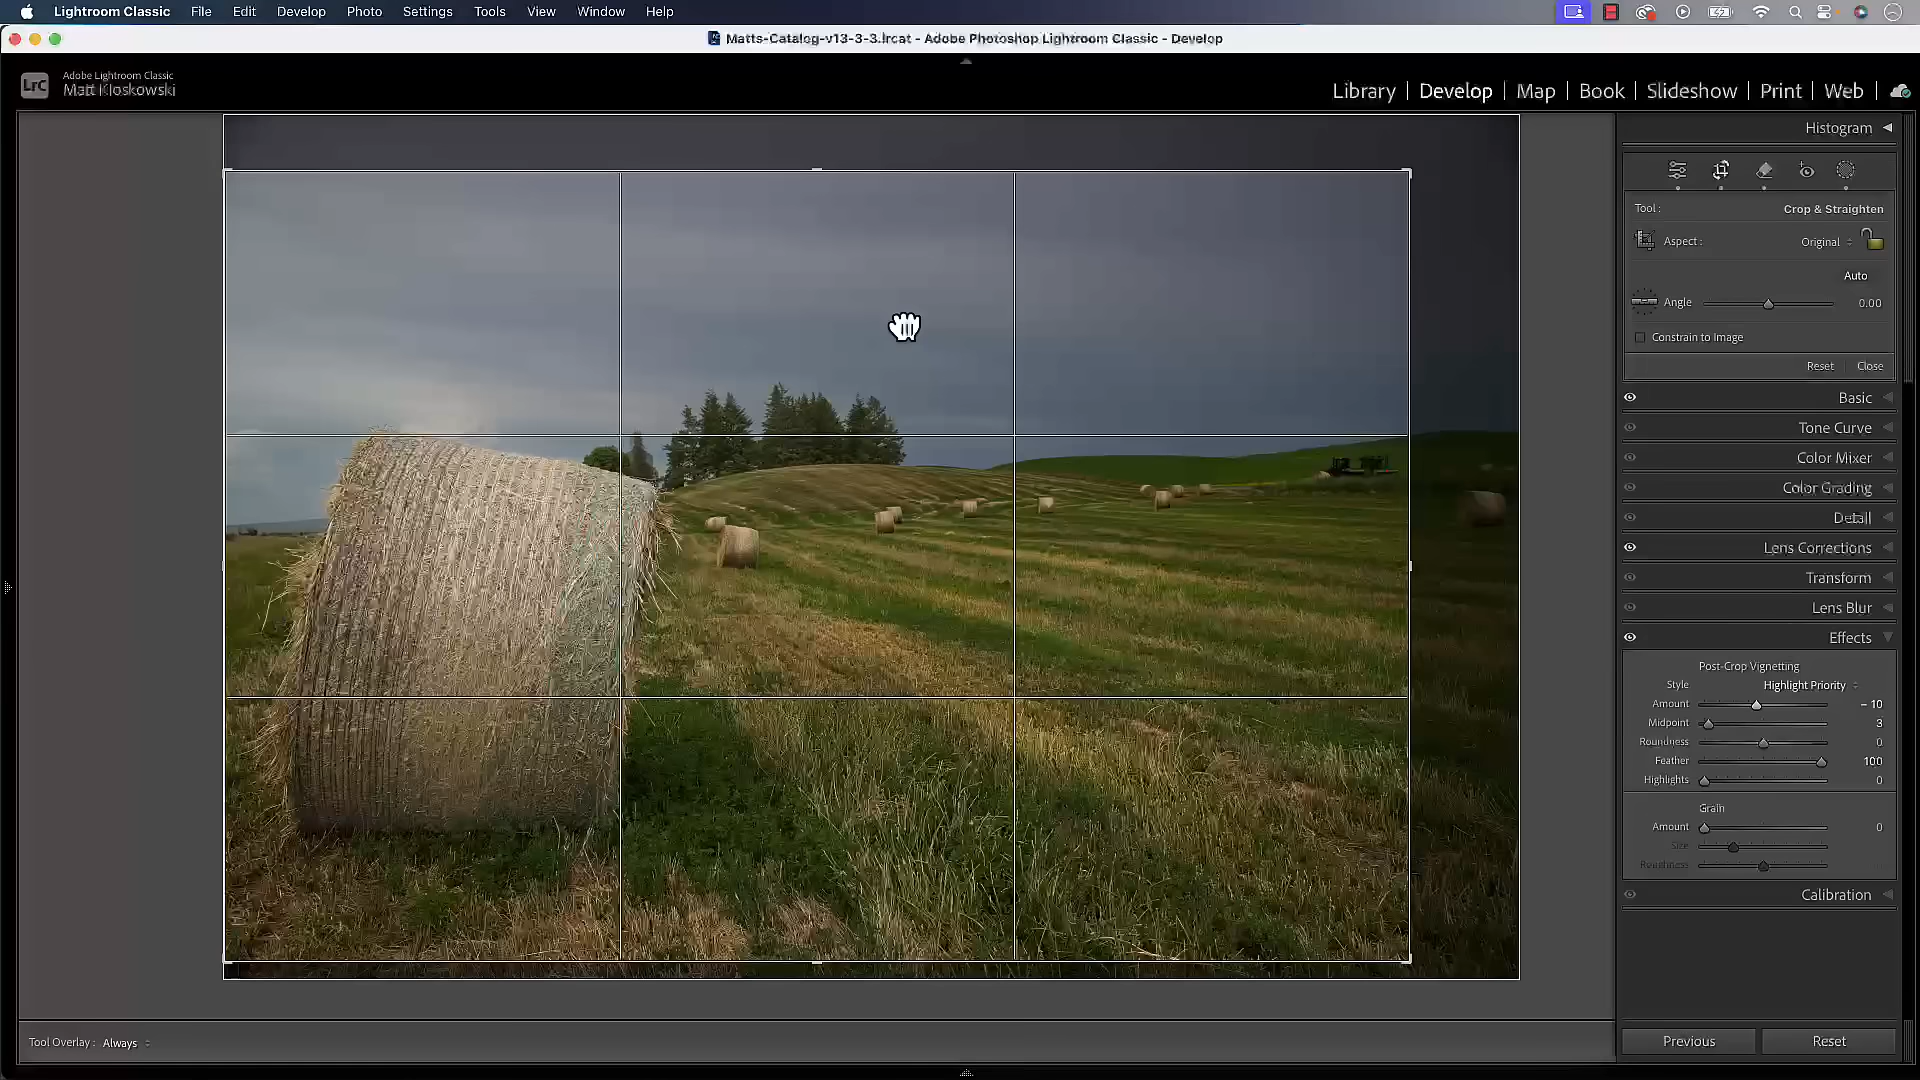 Lightroom Classic File Edit Develop Photo Settings Tools View Window Help
Matts-Catalog-v13-3-3.lrcat - Adobe Photoshop Lightroom Classic - Develop
LrC
Adobe Lightroom Classic
Matt Kloskowski
Library | Develop | Map | Book | Slideshow | Print | Web
Histogram
Tool : Crop & Straighten
Aspect : Original
Auto
Angle 0.00
Constrain to Image
Reset Close
Basic
Tone Curve
Color Mixer
Color Grading
Detail
Lens Corrections
Transform
Lens Blur
Effects
Post-Crop Vignetting
Style Highlight Priority
Amount - 10
Midpoint 3
Roundness 0
Feather 100
Highlights 0
Grain
Amount 0
Size
Roughness
Calibration
Tool Overlay : Always
Previous Reset